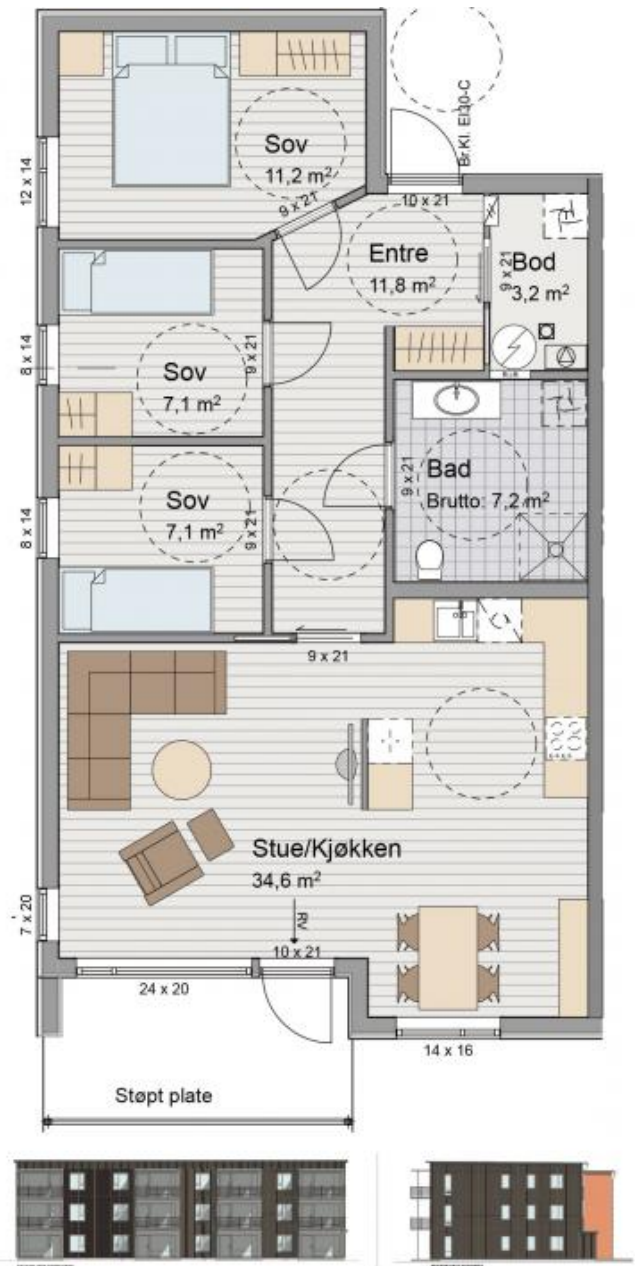 Br.Kl. EI30-C
12 x 14
Sov
11,2 m²
9 x 21
10 x 21
Entre
11,8 m²
9 x 21
Bod
3,2 m²
8 x 14
Sov
7,1 m²
9 x 21
8 x 14
Sov
7,1 m²
9 x 21
9 x 21
Bad
Brutto: 7,2 m²
9 x 21
Stue/Kjøkken
34,6 m²
RV
7 x 20
10 x 21
24 x 20
14 x 16
Støpt plate